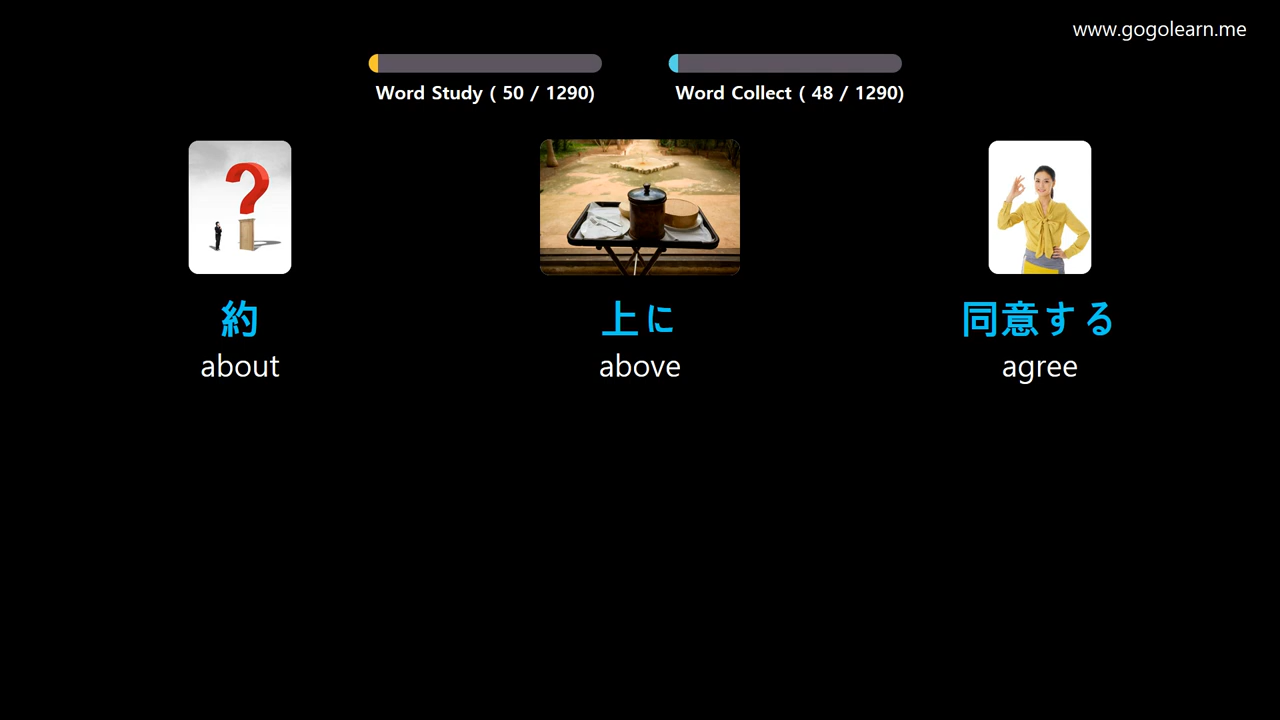 www.gogolearn.me
Word Study ( 50 / 1290)
Word Collect ( 48 / 1290)
約
about
上に
above
同意する
agree